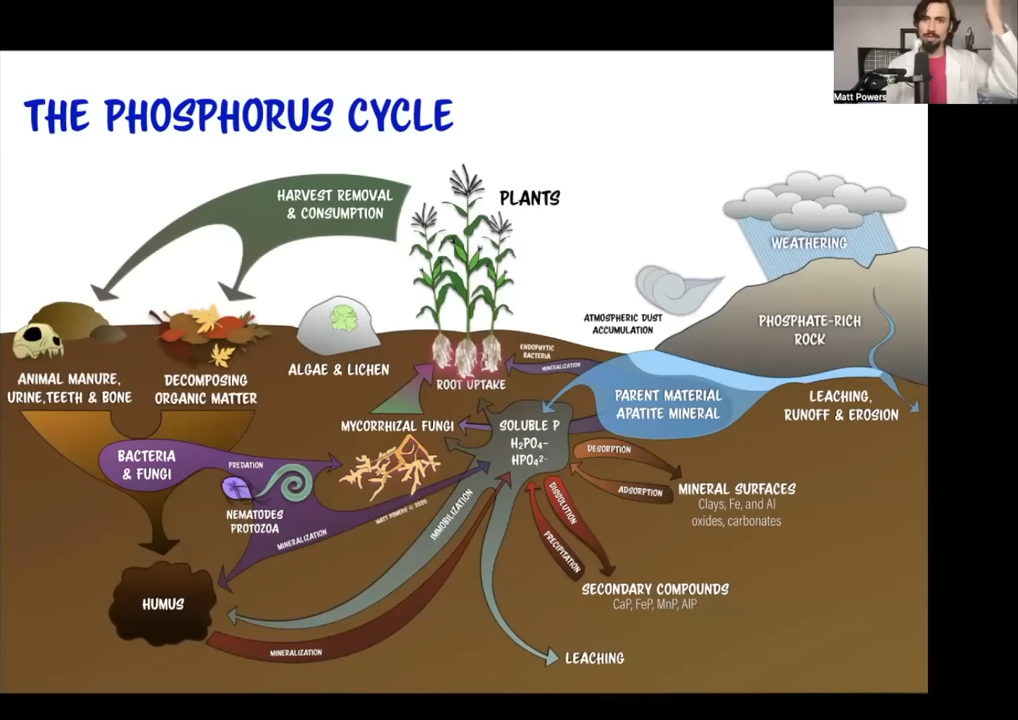 Matt Powers
THE PHOSPHORUS CYCLE
HARVEST REMOVAL
& CONSUMPTION
PLANTS
WEATHERING
ATMOSPHERIC DUST
ACCUMULATION
PHOSPHATE-RICH
ROCK
ANIMAL MANURE,
URINE,TEETH & BONE
DECOMPOSING
ORGANIC MATTER
ALGAE & LICHEN
ENDOPHYTIC
BACTERIA
MINERALIZATION
ROOT UPTAKE
PARENT MATERIAL
APATITE MINERAL
LEACHING,
RUNOFF & EROSION
MYCORRHIZAL FUNGI
SOLUBLE P
H₂PO₄–
HPO₄²⁻
BACTERIA
& FUNGI
PREDATION
NEMATODES
PROTOZOA
MINERALIZATION
MATT POWERS © 2020
IMMOBILIZATION
DESORPTION
ADSORPTION
MINERAL SURFACES
Clays, Fe, and Al
oxides, carbonates
DISSOLUTION
PRECIPITATION
SECONDARY COMPOUNDS
CaP, FeP, MnP, AlP
HUMUS
MINERALIZATION
LEACHING